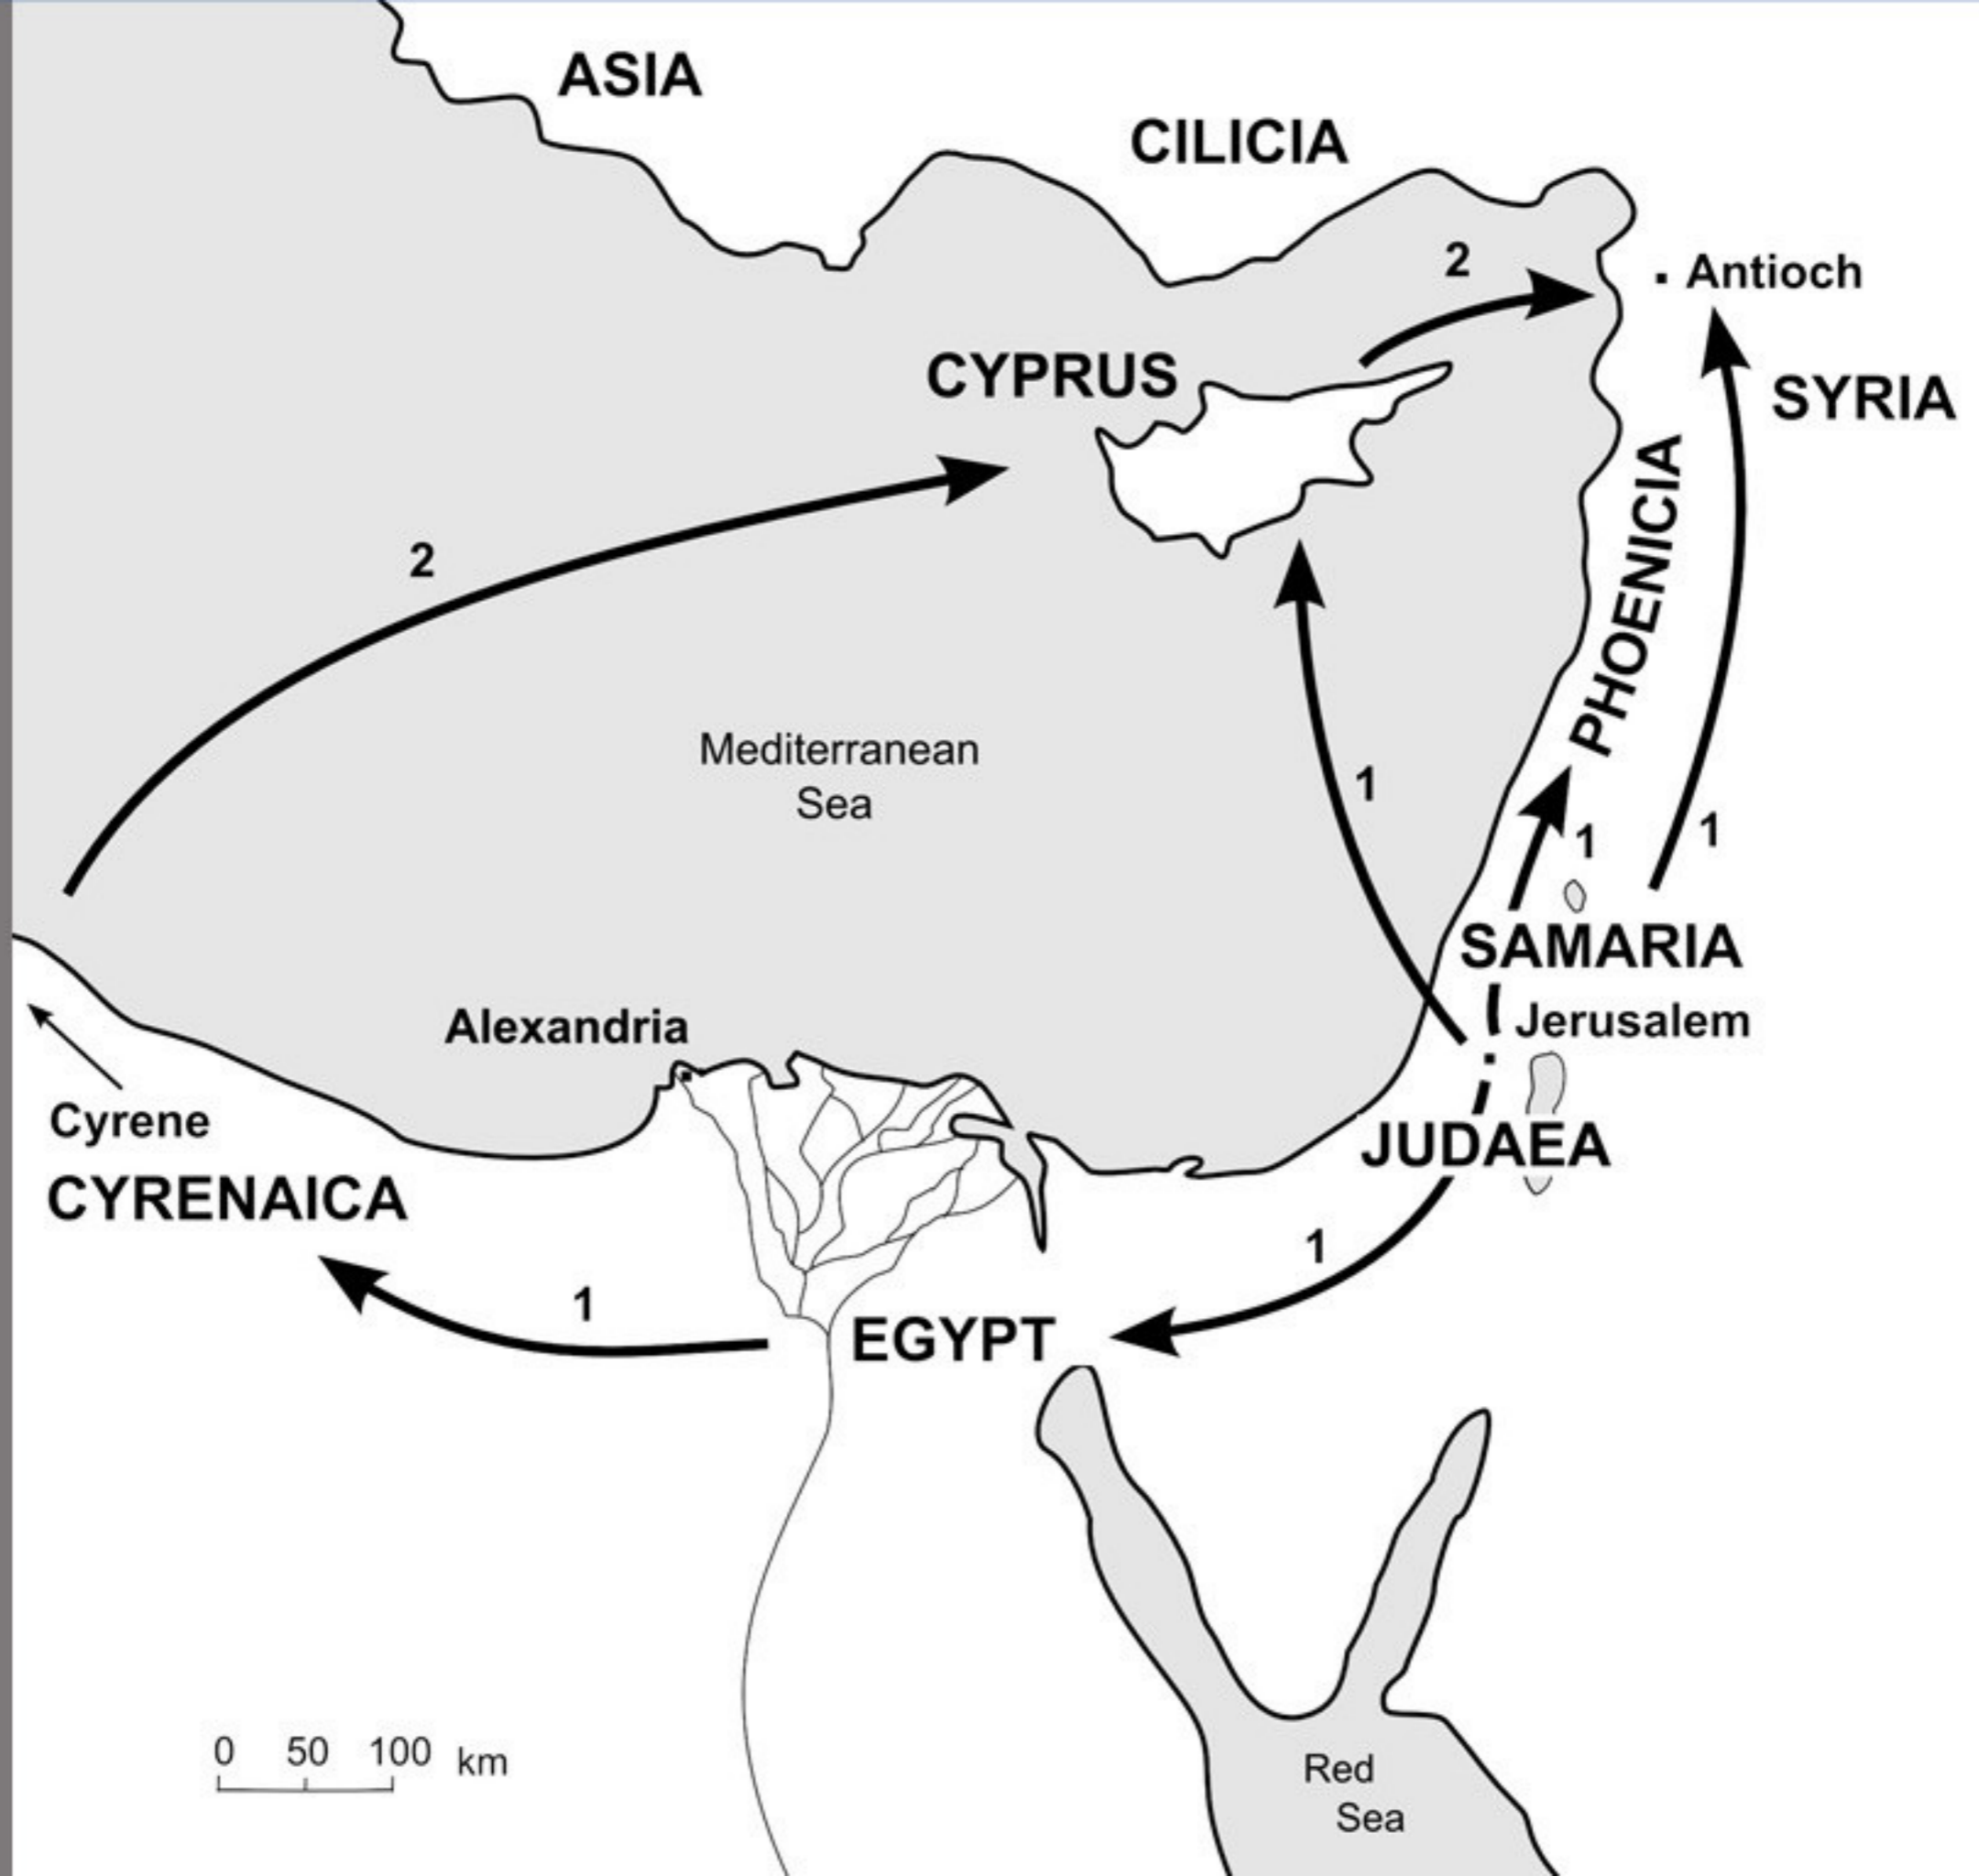 ASIA
CILICIA
2
Antioch
CYPRUS
SYRIA
PHOENICIA
2
Mediterranean
Sea
1
1
1
SAMARIA
Jerusalem
Alexandria
Cyrene
JUDAEA
CYRENAICA
1
1
EGYPT
0 50 100 km
Red
Sea